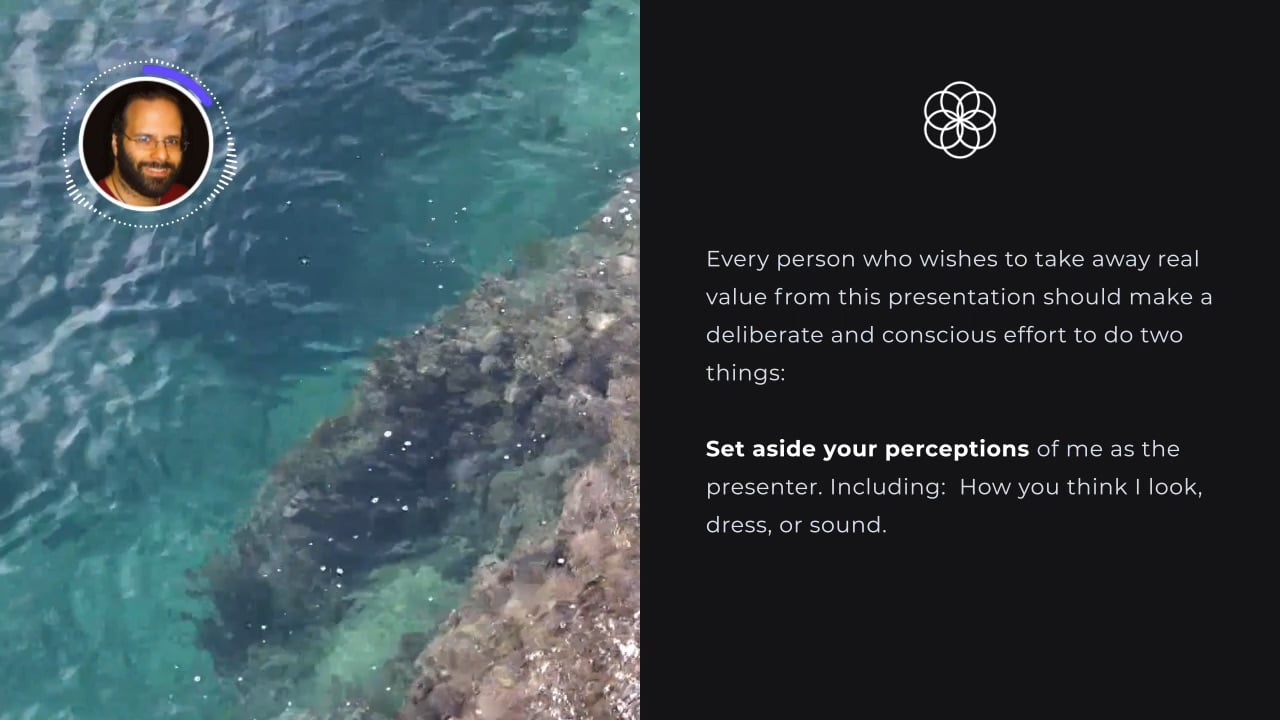 Every person who wishes to take away real
value from this presentation should make a
deliberate and conscious effort to do two
things:
Set aside your perceptions of me as the
presenter. Including:  How you think I look,
dress, or sound.